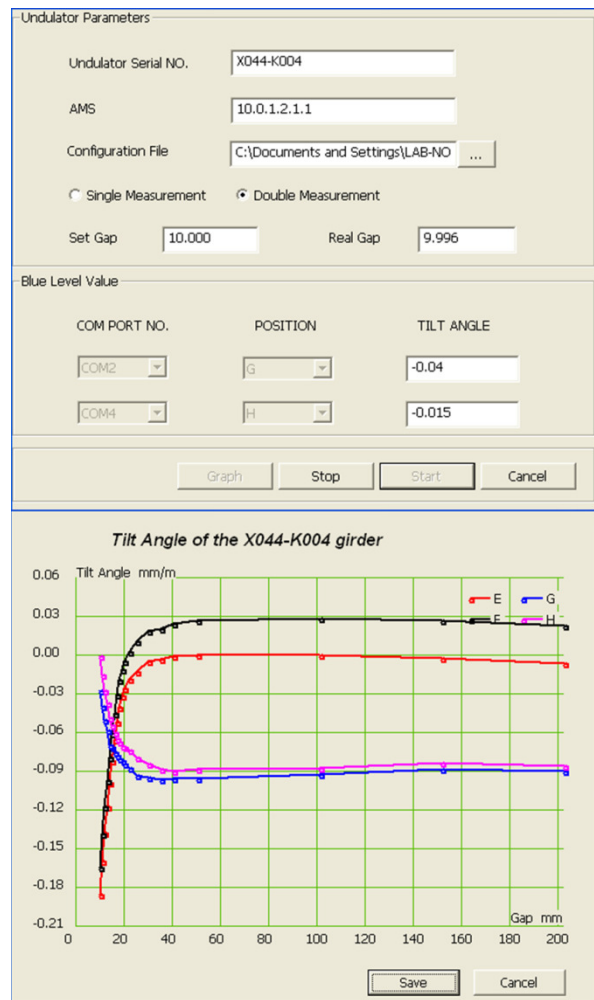 Undulator Parameters
Undulator Serial NO. X044-K004
AMS 10.0.1.2.1.1
Configuration File C:\Documents and Settings\LAB-NO ...
Single Measurement Double Measurement
Set Gap 10.000 Real Gap 9.996
Blue Level Value
COM PORT NO. POSITION TILT ANGLE
COM2 G -0.04
COM4 H -0.015
Graph Stop Start Cancel
Tilt Angle of the X044-K004 girder
0.06 Tilt Angle mm/m
E G
0.03 F H
0.00
-0.03
-0.06
-0.09
-0.12
-0.15
-0.18
-0.21 Gap mm
0 20 40 60 80 100 120 140 160 180 200
Save Cancel